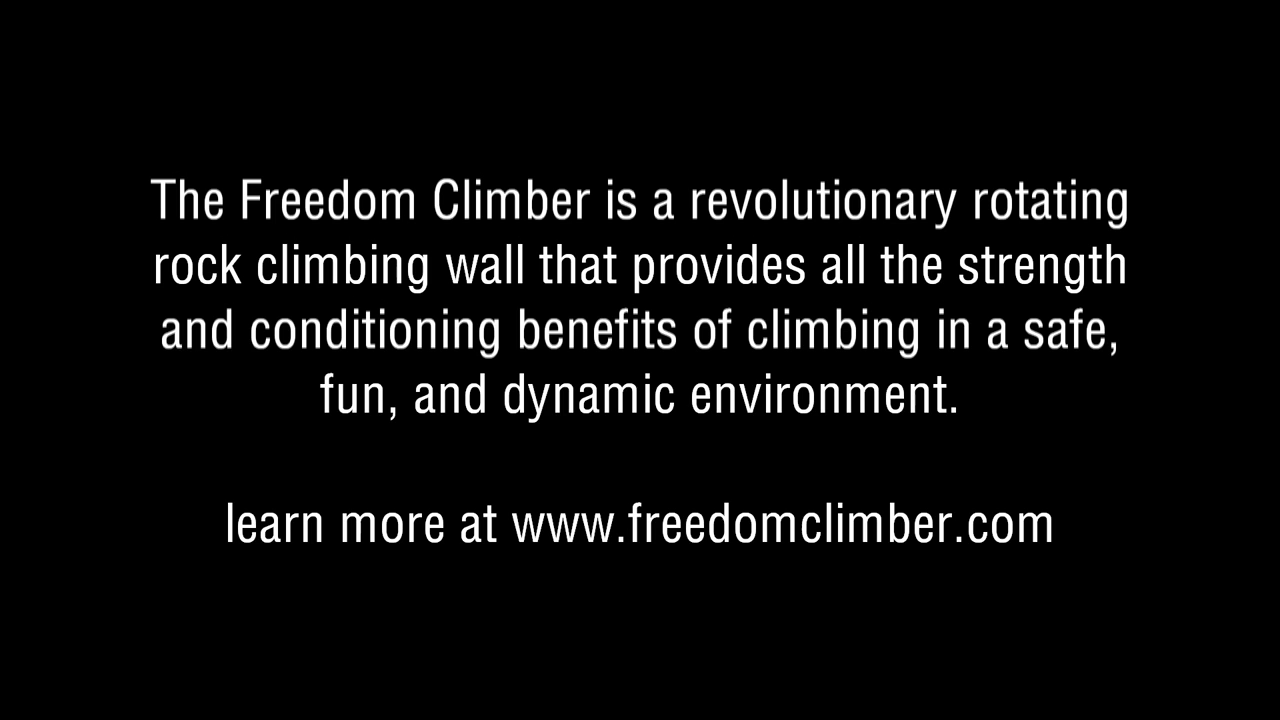 The Freedom Climber is a revolutionary rotating
rock climbing wall that provides all the strength
and conditioning benefits of climbing in a safe,
fun, and dynamic environment.
learn more at www.freedomclimber.com